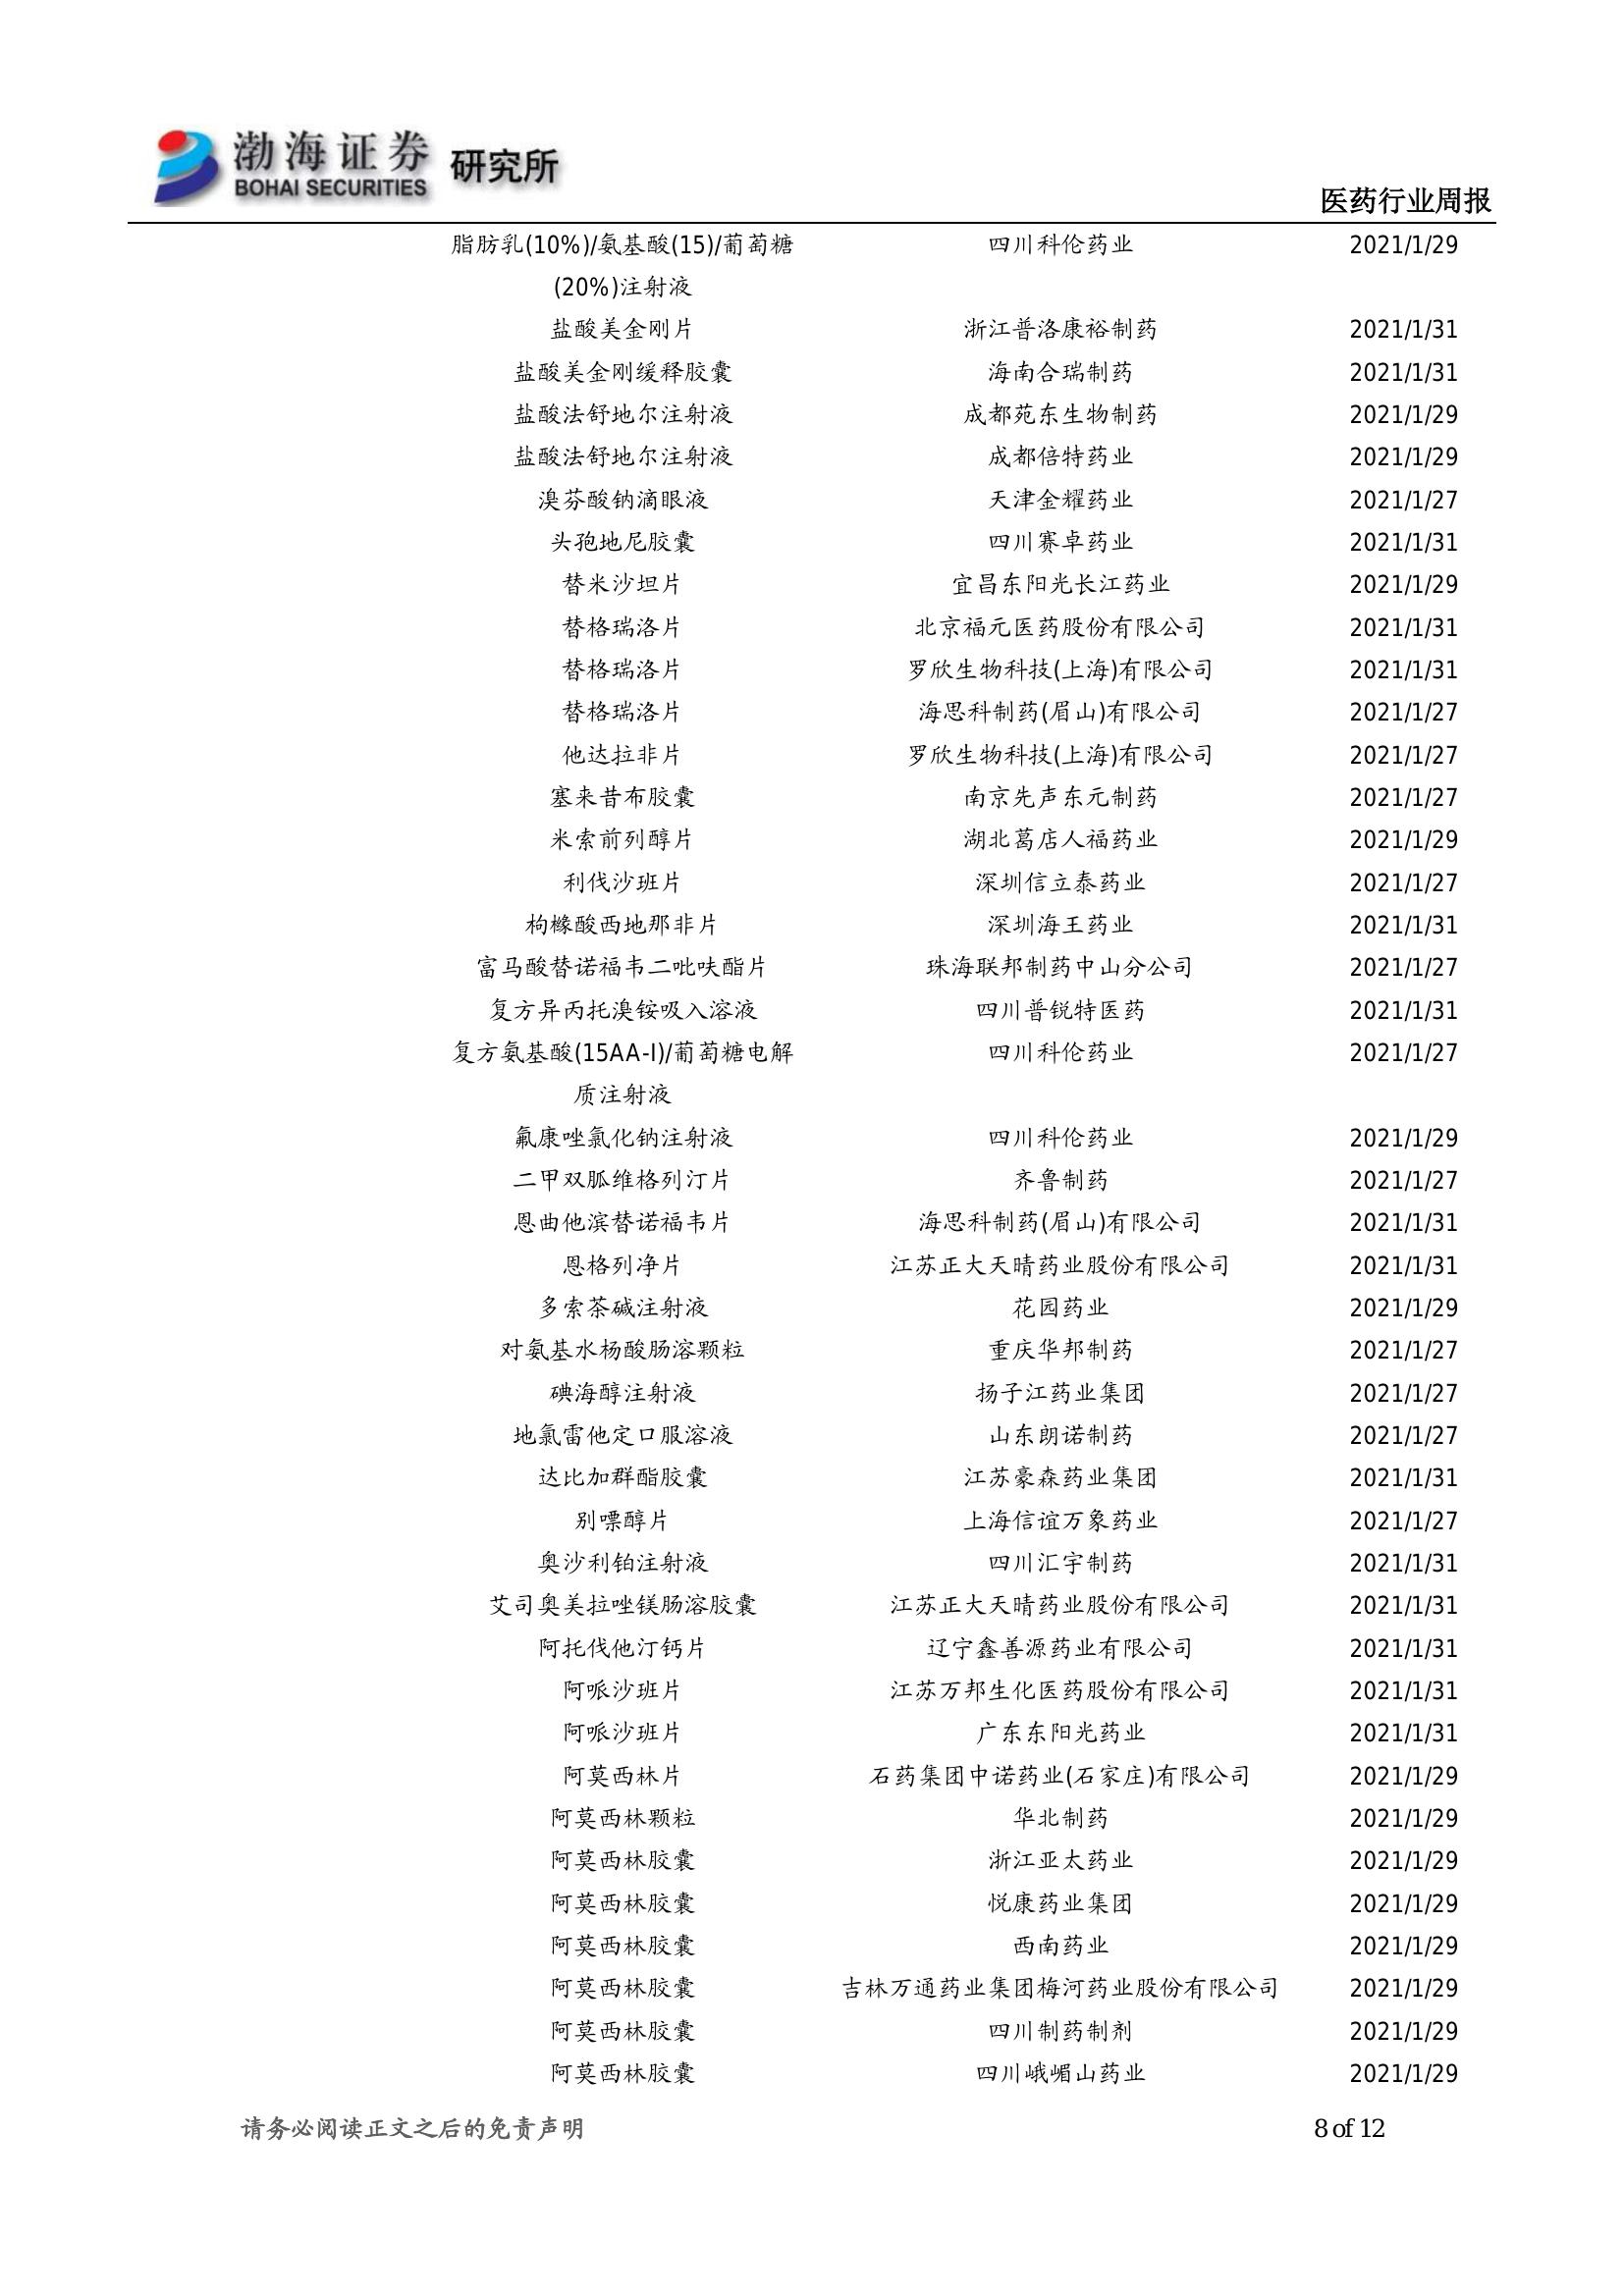 渤海证券 研究所
BOHAI SECURITIES
医药行业周报
脂肪乳(10%)/氨基酸(15)/葡萄糖 四川科伦药业 2021/1/29
(20%)注射液
盐酸美金刚片 浙江普洛康裕制药 2021/1/31
盐酸美金刚缓释胶囊 海南合瑞制药 2021/1/31
盐酸法舒地尔注射液 成都苑东生物制药 2021/1/29
盐酸法舒地尔注射液 成都倍特药业 2021/1/29
溴芬酸钠滴眼液 天津金耀药业 2021/1/27
头孢地尼胶囊 四川赛卓药业 2021/1/31
替米沙坦片 宜昌东阳光长江药业 2021/1/29
替格瑞洛片 北京福元医药股份有限公司 2021/1/31
替格瑞洛片 罗欣生物科技(上海)有限公司 2021/1/31
替格瑞洛片 海思科制药(眉山)有限公司 2021/1/27
他达拉非片 罗欣生物科技(上海)有限公司 2021/1/27
塞来昔布胶囊 南京先声东元制药 2021/1/27
米索前列醇片 湖北葛店人福药业 2021/1/29
利伐沙班片 深圳信立泰药业 2021/1/27
枸橼酸西地那非片 深圳海王药业 2021/1/31
富马酸替诺福韦二吡呋酯片 珠海联邦制药中山分公司 2021/1/27
复方异丙托溴铵吸入溶液 四川普锐特医药 2021/1/31
复方氨基酸(15AA-I)/葡萄糖电解 四川科伦药业 2021/1/27
质注射液
氟康唑氯化钠注射液 四川科伦药业 2021/1/29
二甲双胍维格列汀片 齐鲁制药 2021/1/27
恩曲他滨替诺福韦片 海思科制药(眉山)有限公司 2021/1/31
恩格列净片 江苏正大天晴药业股份有限公司 2021/1/31
多索茶碱注射液 花园药业 2021/1/29
对氨基水杨酸肠溶颗粒 重庆华邦制药 2021/1/27
碘海醇注射液 扬子江药业集团 2021/1/27
地氯雷他定口服溶液 山东朗诺制药 2021/1/27
达比加群酯胶囊 江苏豪森药业集团 2021/1/31
别嘌醇片 上海信谊万象药业 2021/1/27
奥沙利铂注射液 四川汇宇制药 2021/1/31
艾司奥美拉唑镁肠溶胶囊 江苏正大天晴药业股份有限公司 2021/1/31
阿托伐他汀钙片 辽宁鑫善源药业有限公司 2021/1/31
阿哌沙班片 江苏万邦生化医药股份有限公司 2021/1/31
阿哌沙班片 广东东阳光药业 2021/1/31
阿莫西林片 石药集团中诺药业(石家庄)有限公司 2021/1/29
阿莫西林颗粒 华北制药 2021/1/29
阿莫西林胶囊 浙江亚太药业 2021/1/29
阿莫西林胶囊 悦康药业集团 2021/1/29
阿莫西林胶囊 西南药业 2021/1/29
阿莫西林胶囊 吉林万通药业集团梅河药业股份有限公司 2021/1/29
阿莫西林胶囊 四川制药制剂 2021/1/29
阿莫西林胶囊 四川峨嵋山药业 2021/1/29
请务必阅读正文之后的免责声明 8 of 12